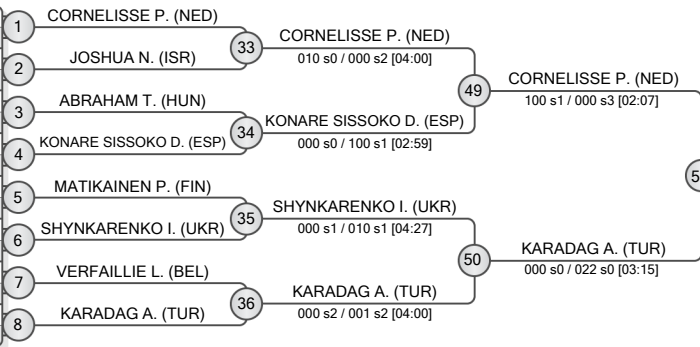 1
CORNELISSE P. (NED)
2
JOSHUA N. (ISR)
3
ABRAHAM T. (HUN)
4
KONARE SISSOKO D. (ESP)
5
MATIKAINEN P. (FIN)
6
SHYNKARENKO I. (UKR)
7
VERFAILLIE L. (BEL)
8
KARADAG A. (TUR)
33
CORNELISSE P. (NED)
010 s0 / 000 s2 [04:00]
34
KONARE SISSOKO D. (ESP)
000 s0 / 100 s1 [02:59]
35
SHYNKARENKO I. (UKR)
000 s1 / 010 s1 [04:27]
36
KARADAG A. (TUR)
000 s2 / 001 s2 [04:00]
49
CORNELISSE P. (NED)
100 s1 / 000 s3 [02:07]
50
KARADAG A. (TUR)
000 s0 / 022 s0 [03:15]